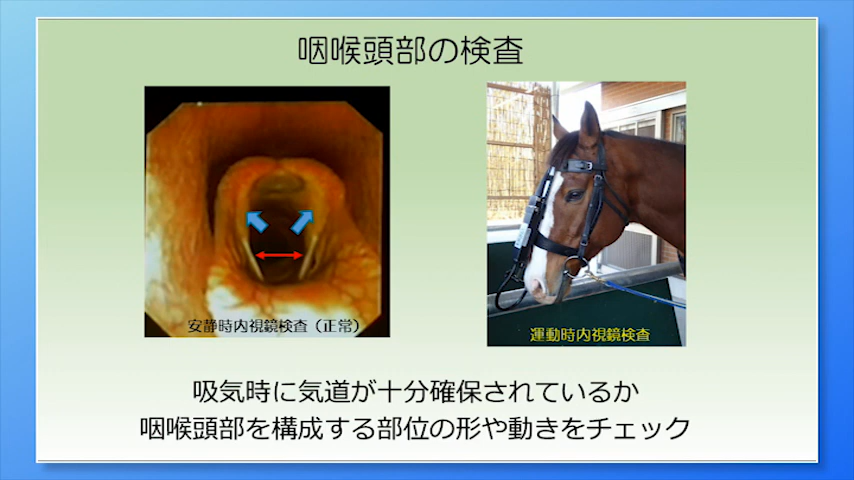 咽喉頭部の検査
安静時内視鏡検査（正常）
運動時内視鏡検査
吸気時に気道が十分確保されているか
咽喉頭部を構成する部位の形や動きをチェック